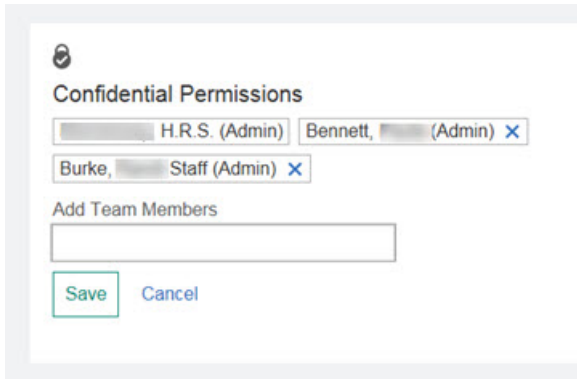 Confidential Permissions
H.R.S. (Admin) Bennett, (Admin) ×
Burke, Staff (Admin) ×
Add Team Members
Save Cancel